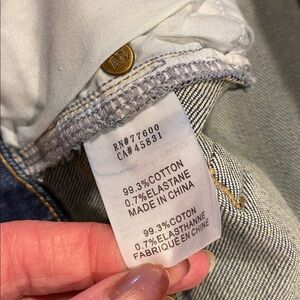 RN#77600
CA#45831
99.3%COTTON
0.7%ELASTANE
MADE IN CHINA
99.3%COTON
0.7%ELASTHANNE
FABRIQUE EN CHINE